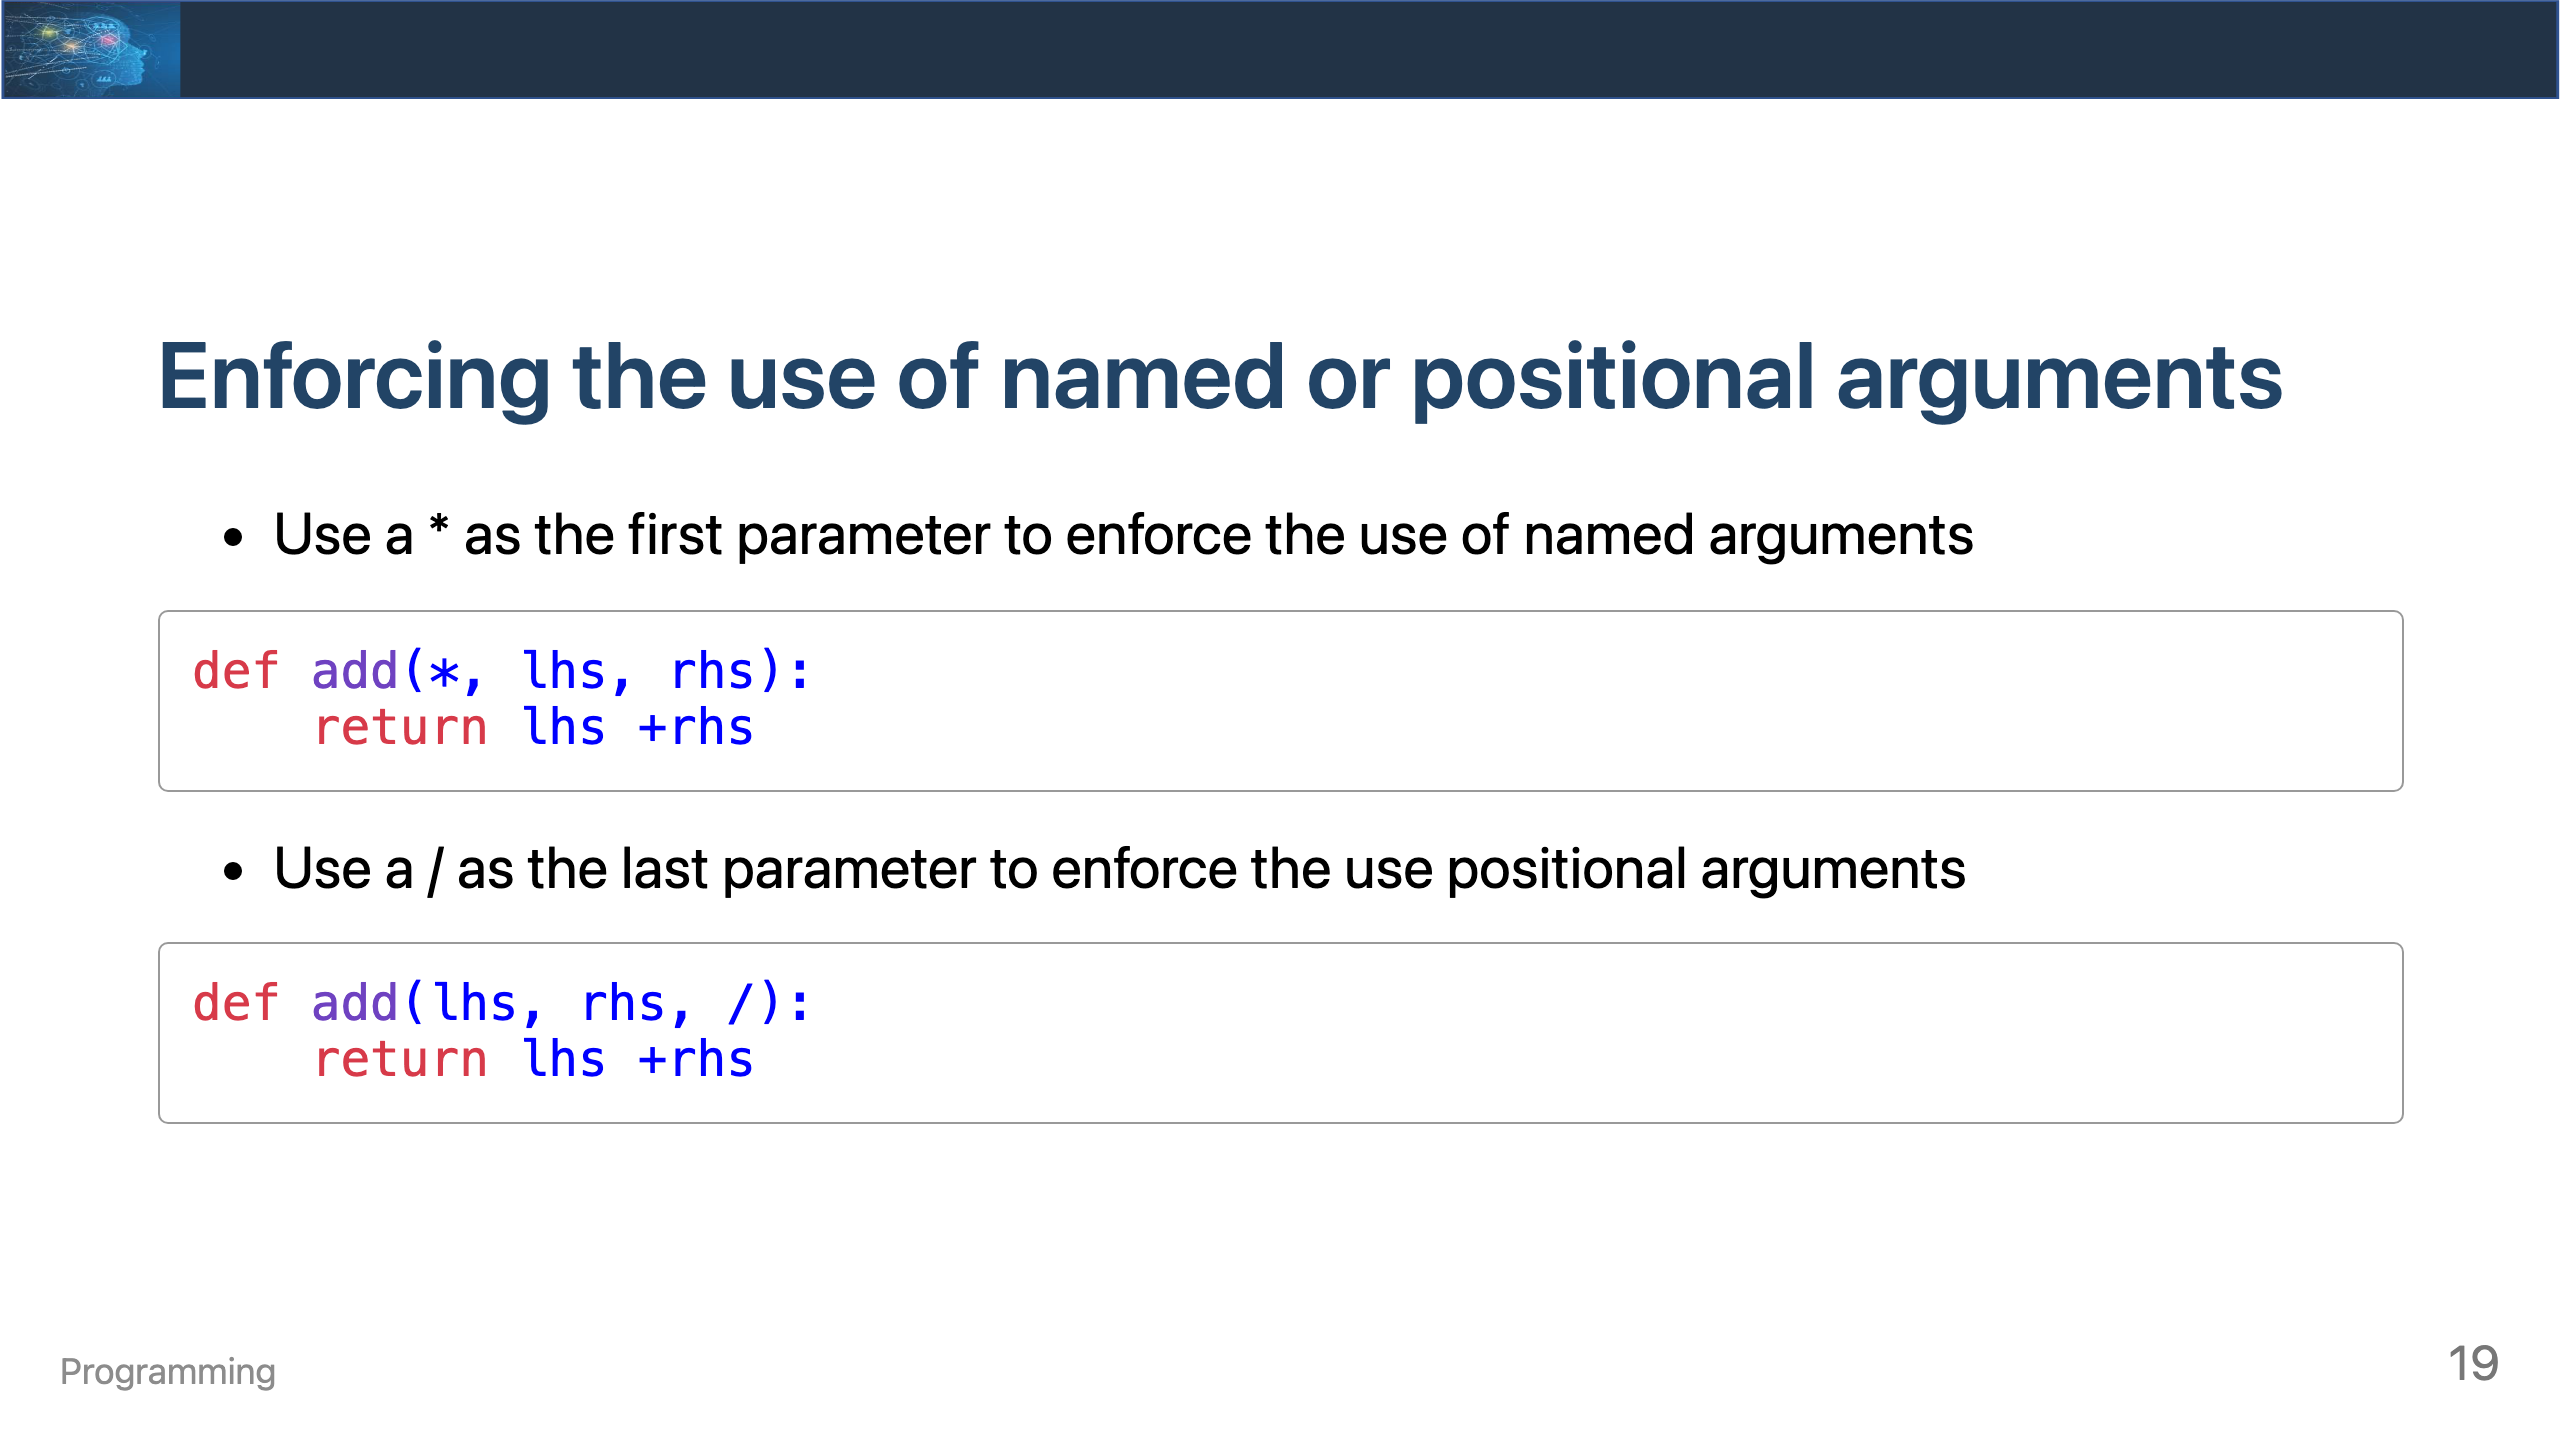 Enforcing the use of named or positional arguments
• Use a * as the first parameter to enforce the use of named arguments
def add(*, lhs, rhs):
    return lhs +rhs
• Use a / as the last parameter to enforce the use positional arguments
def add(lhs, rhs, /):
    return lhs +rhs
Programming
19